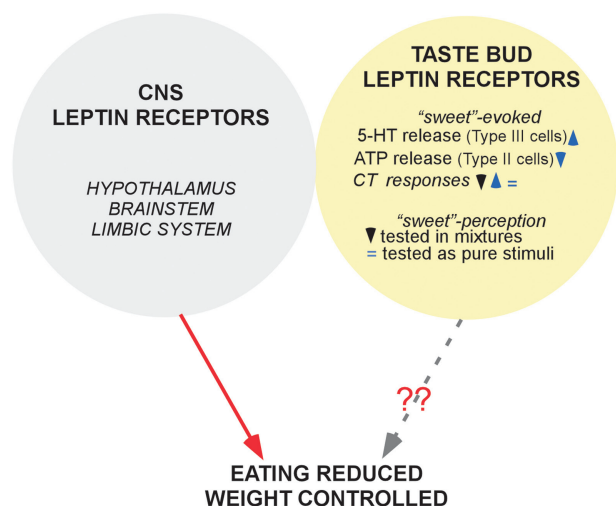 CNS
LEPTIN RECEPTORS
HYPOTHALAMUS
BRAINSTEM
LIMBIC SYSTEM
TASTE BUD
LEPTIN RECEPTORS
“sweet”-evoked
5-HT release (Type III cells)▲
ATP release (Type II cells)▼
CT responses ▼ ▲ =
“sweet”-perception
▼ tested in mixtures
= tested as pure stimuli
??
EATING REDUCED
WEIGHT CONTROLLED